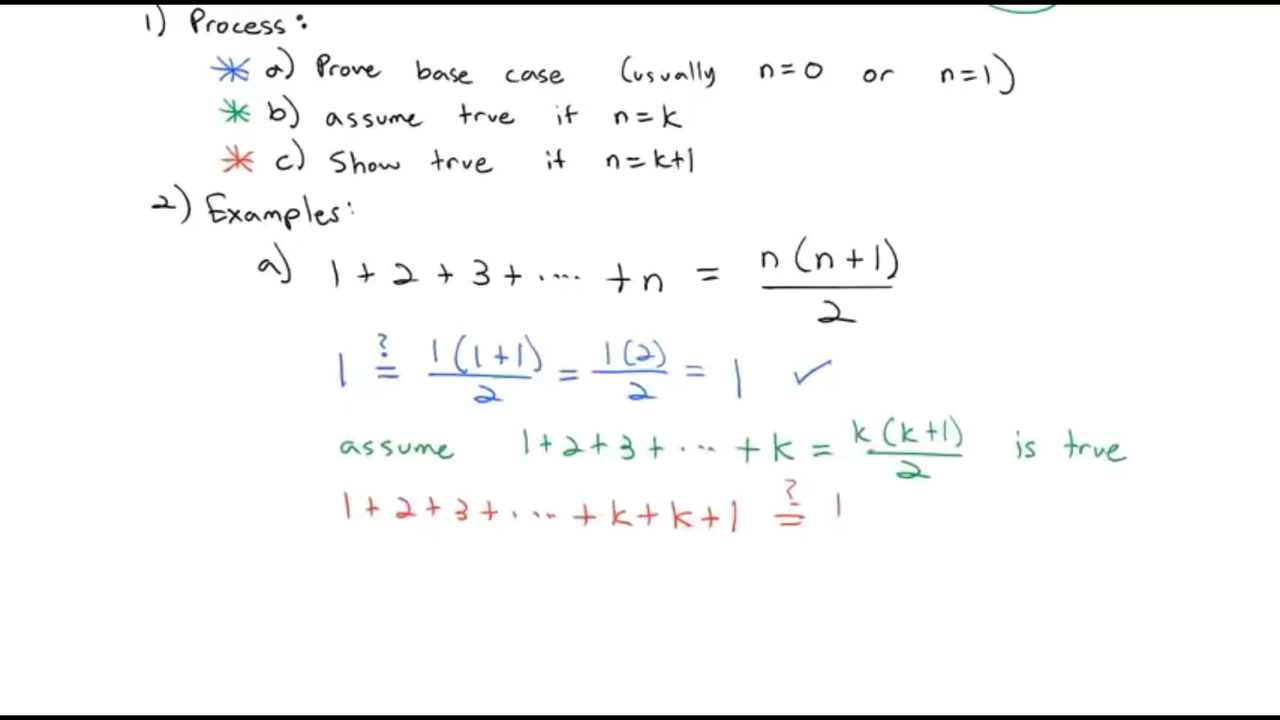 1) Process:
* a) Prove base case (usually n=0 or n=1)
* b) assume true if n=k
* c) Show true if n=k+1
2) Examples:
a) 1+2+3+....+n = n(n+1)/2
1 ?= 1(1+1)/2 = 1(2)/2 = 1 ✓
assume 1+2+3+...+k = k(k+1)/2 is true
1+2+3+....+k+k+1 ?= 1